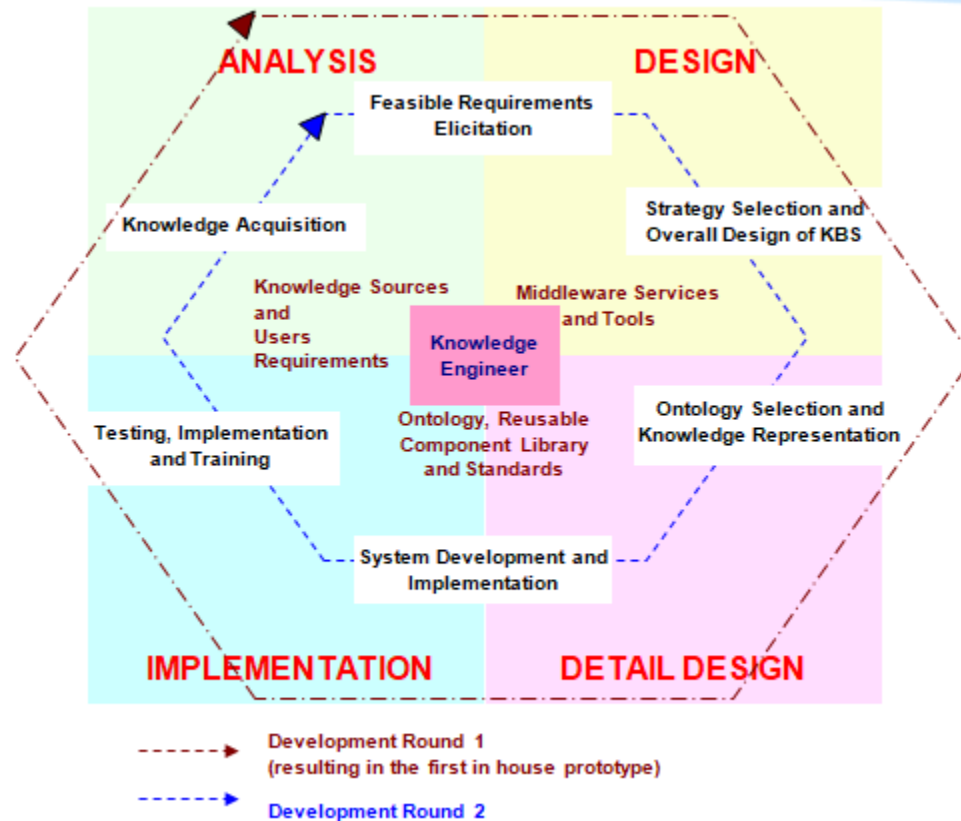 ANALYSIS
DESIGN
Feasible Requirements
Elicitation
Knowledge Acquisition
Strategy Selection and
Overall Design of KBS
Knowledge Sources
and
Users
Requirements
Middleware Services
and Tools
Knowledge
Engineer
Testing, Implementation
and Training
Ontology, Reusable
Component Library
and Standards
Ontology Selection and
Knowledge Representation
System Development and
Implementation
IMPLEMENTATION
DETAIL DESIGN
Development Round 1
(resulting in the first in house prototype)
Development Round 2